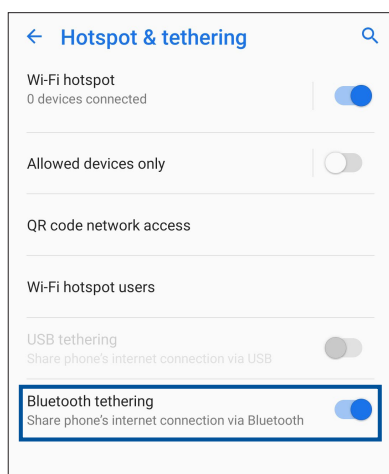 Hotspot & tethering
Wi-Fi hotspot
0 devices connected
Allowed devices only
QR code network access
Wi-Fi hotspot users
USB tethering
Share phone's internet connection via USB
Bluetooth tethering
Share phone's internet connection via Bluetooth